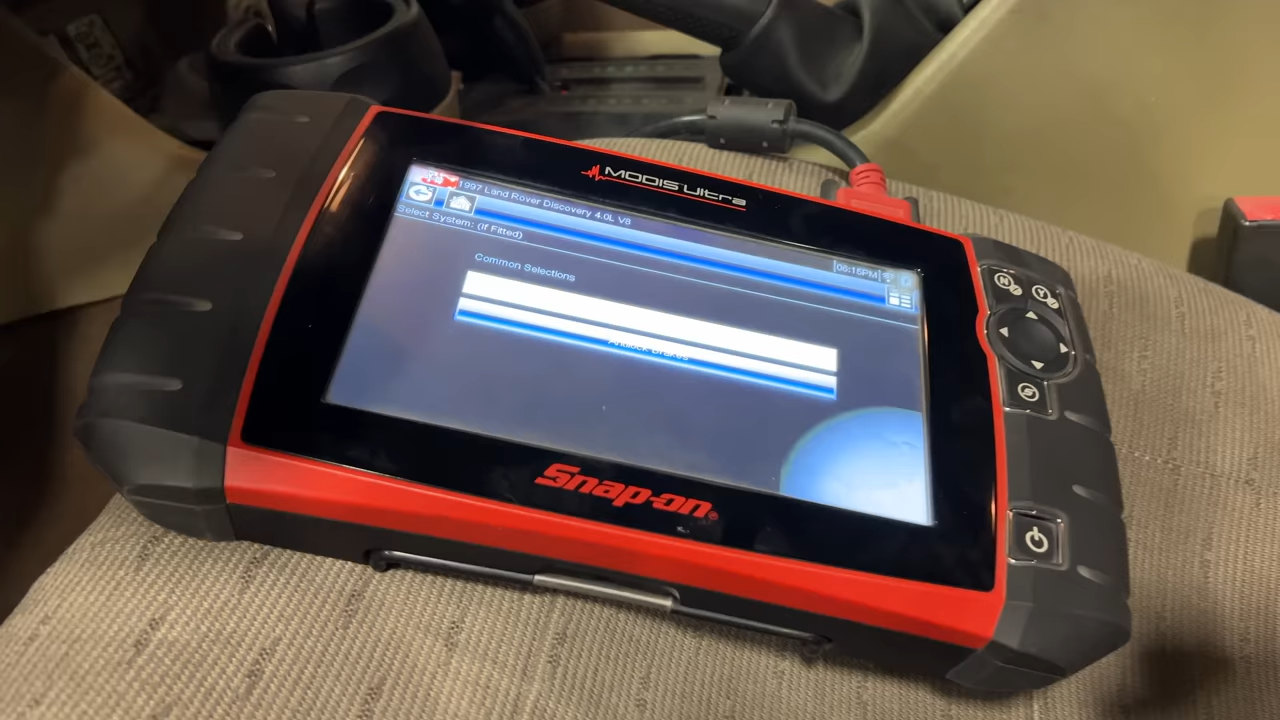 MODIS ultra
1997 Land Rover Discovery 4.0L V8
Select System: (If Fitted)
06:16PM
Common Selections
Antilock Brakes
N
Y
S
Snap-on®